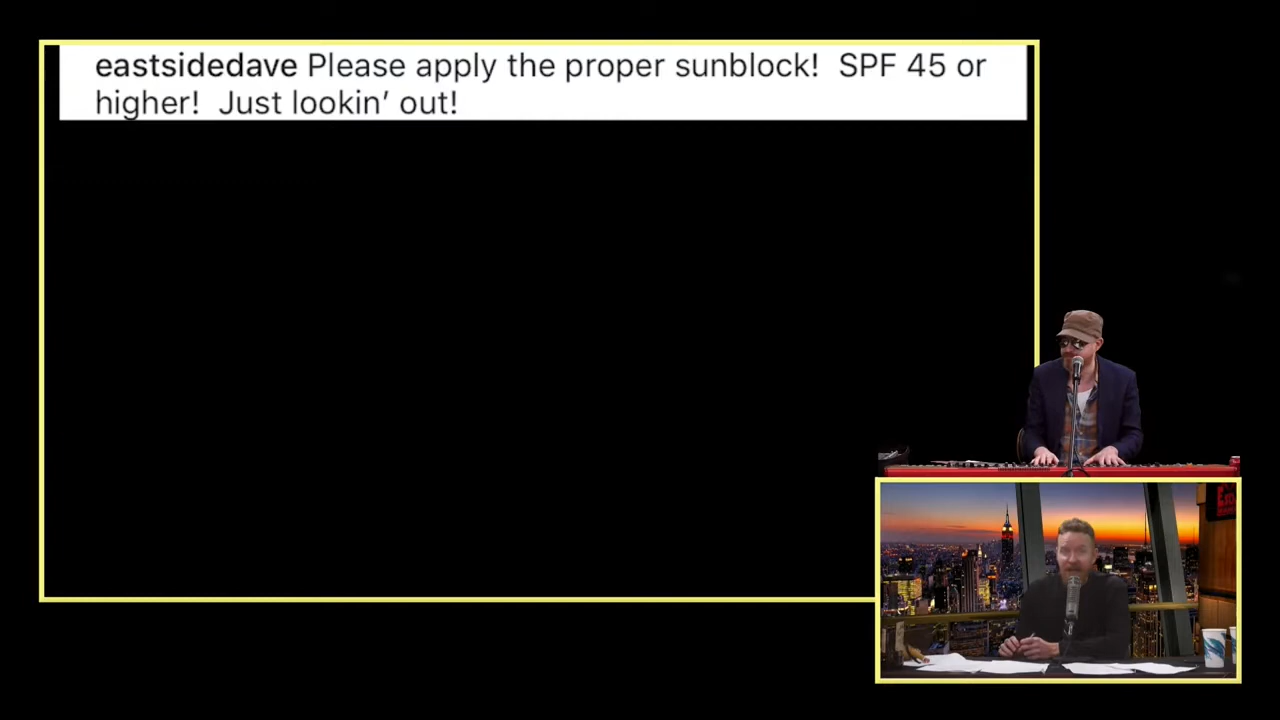 eastsidedave Please apply the proper sunblock!  SPF 45 or
higher!  Just lookin’ out!